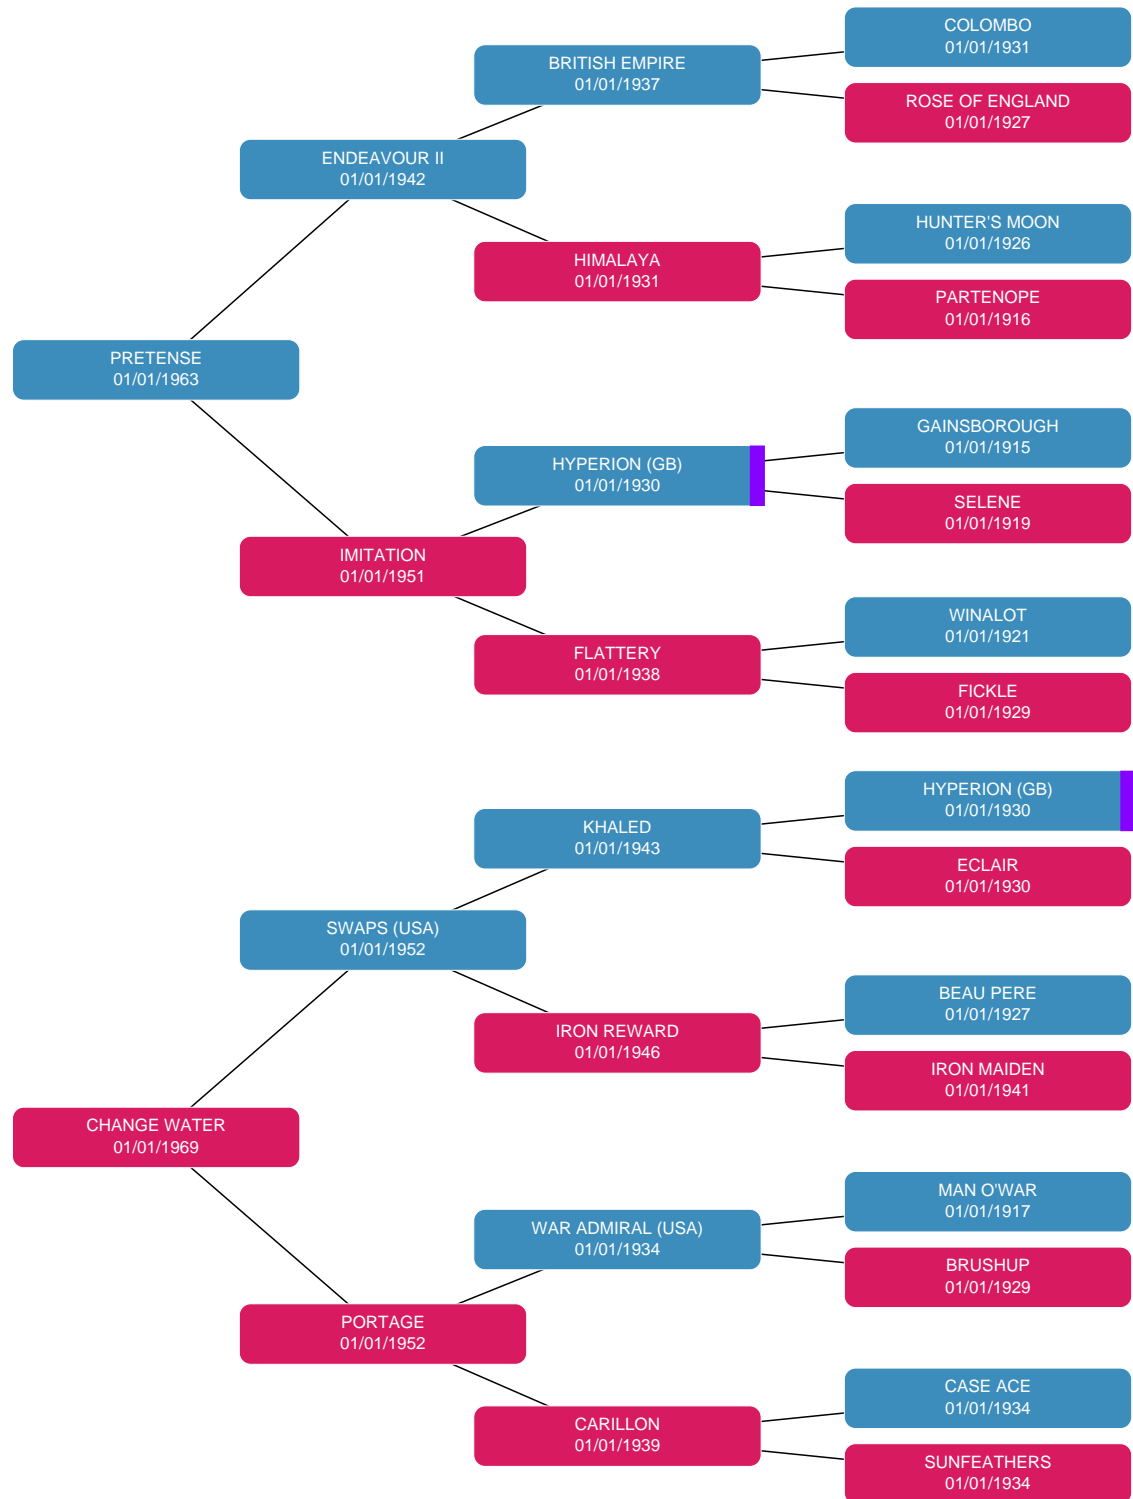 COLOMBO
01/01/1931
BRITISH EMPIRE
01/01/1937
ROSE OF ENGLAND
01/01/1927
ENDEAVOUR II
01/01/1942
HUNTER'S MOON
01/01/1926
HIMALAYA
01/01/1931
PARTENOPE
01/01/1916
PRETENSE
01/01/1963
GAINSBOROUGH
01/01/1915
HYPERION (GB)
01/01/1930
SELENE
01/01/1919
IMITATION
01/01/1951
WINALOT
01/01/1921
FLATTERY
01/01/1938
FICKLE
01/01/1929
HYPERION (GB)
01/01/1930
KHALED
01/01/1943
ECLAIR
01/01/1930
SWAPS (USA)
01/01/1952
BEAU PERE
01/01/1927
IRON REWARD
01/01/1946
IRON MAIDEN
01/01/1941
CHANGE WATER
01/01/1969
MAN O'WAR
01/01/1917
WAR ADMIRAL (USA)
01/01/1934
BRUSHUP
01/01/1929
PORTAGE
01/01/1952
CASE ACE
01/01/1934
CARILLON
01/01/1939
SUNFEATHERS
01/01/1934